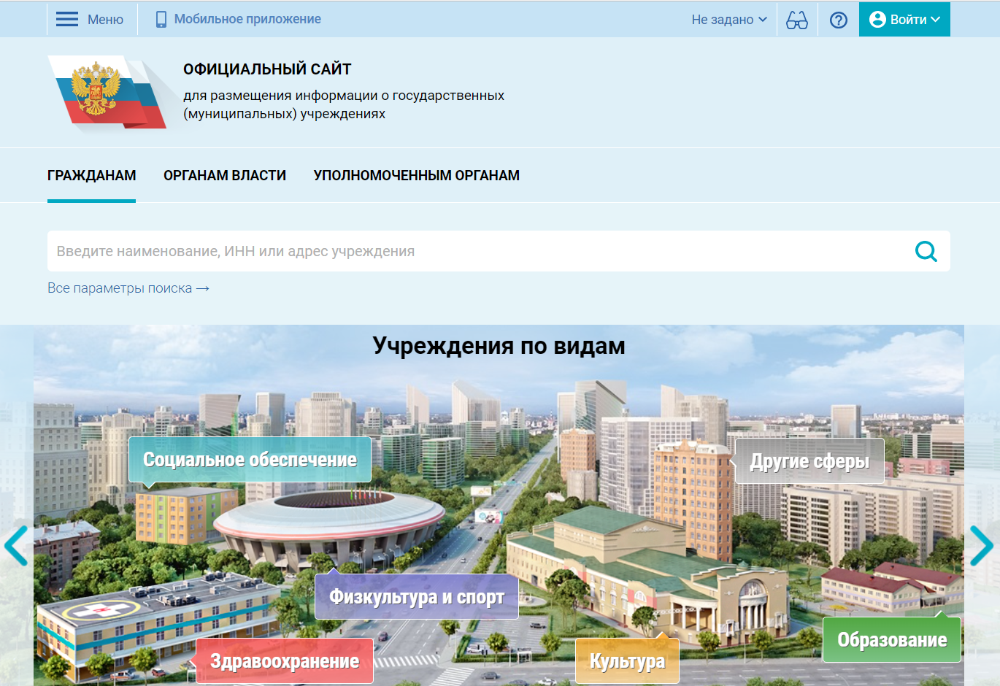 Меню
Мобильное приложение
Не задано
Войти
ОФИЦИАЛЬНЫЙ САЙТ
для размещения информации о государственных
(муниципальных) учреждениях
ГРАЖДАНАМ
ОРГАНАМ ВЛАСТИ
УПОЛНОМОЧЕННЫМ ОРГАНАМ
Введите наименование, ИНН или адрес учреждения
Все параметры поиска →
Учреждения по видам
Социальное обеспечение
Другие сферы
Физкультура и спорт
Образование
Здравоохранение
Культура